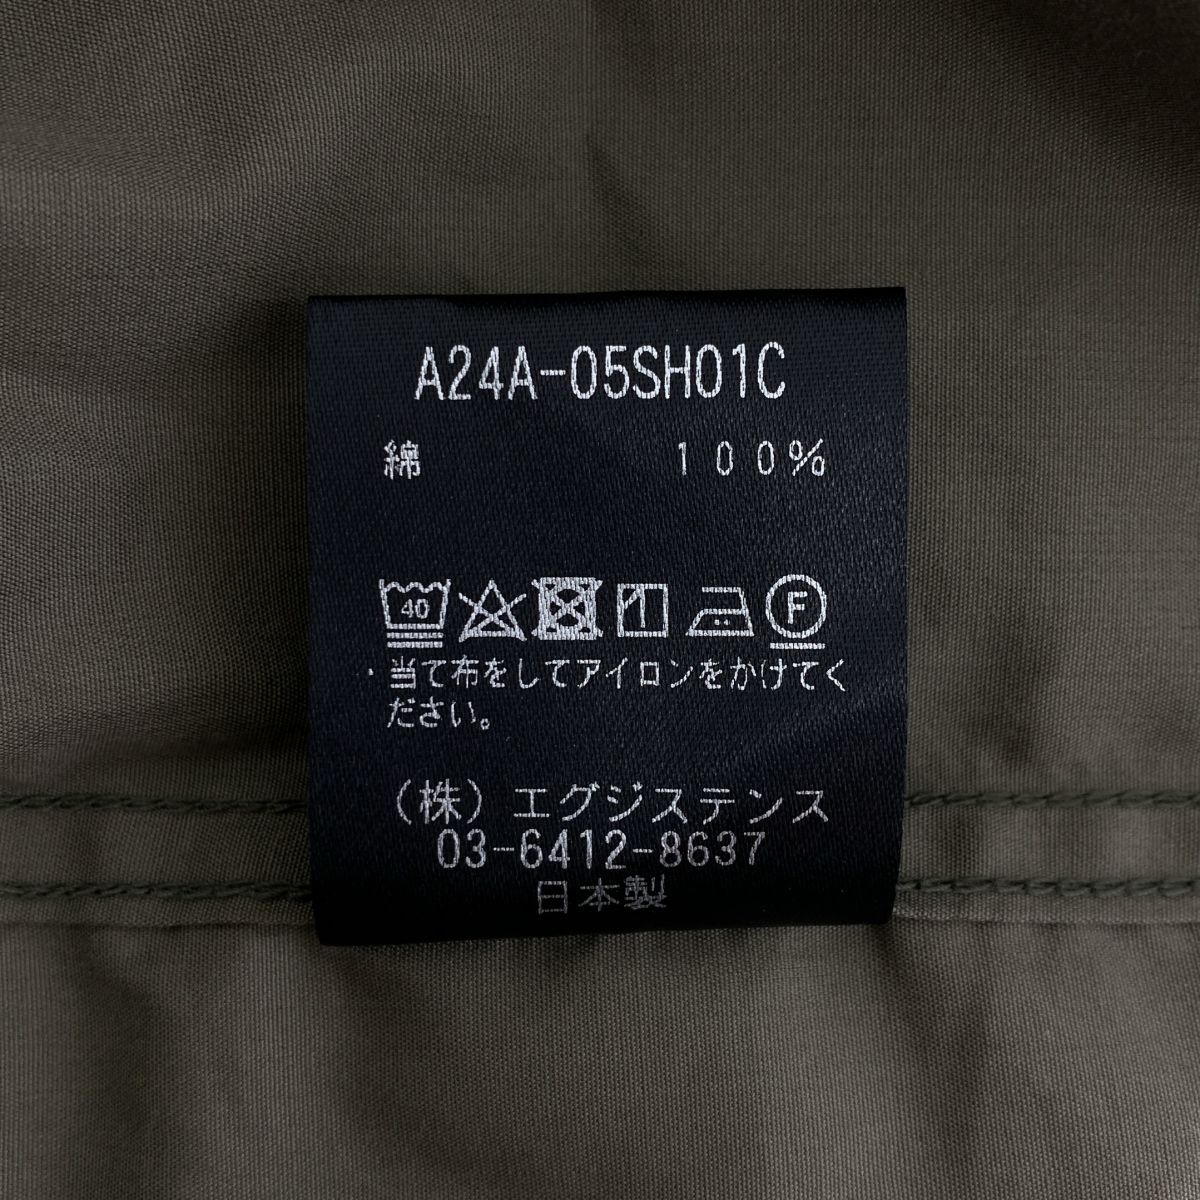 A24A-05SH01C
綿 100%
40 F
・当て布をしてアイロンをかけてく
ださい。
(株)エグジステンス
03-6412-8637
日本製